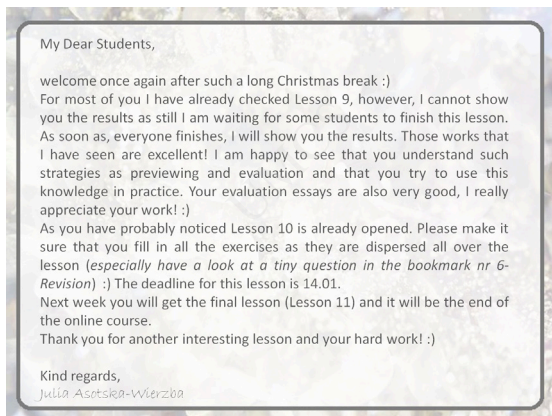 My Dear Students,
welcome once again after such a long Christmas break :)
For most of you I have already checked Lesson 9, however, I cannot show
you the results as still I am waiting for some students to finish this lesson.
As soon as, everyone finishes, I will show you the results. Those works that
I have seen are excellent! I am happy to see that you understand such
strategies as previewing and evaluation and that you try to use this
knowledge in practice. Your evaluation essays are also very good, I really
appreciate your work! :)
As you have probably noticed Lesson 10 is already opened. Please make it
sure that you fill in all the exercises as they are dispersed all over the
lesson (especially have a look at a tiny question in the bookmark nr 6-
Revision) :) The deadline for this lesson is 14.01.
Next week you will get the final lesson (Lesson 11) and it will be the end of
the online course.
Thank you for another interesting lesson and your hard work! :)
Kind regards,
Julia Asotska-Wierzba